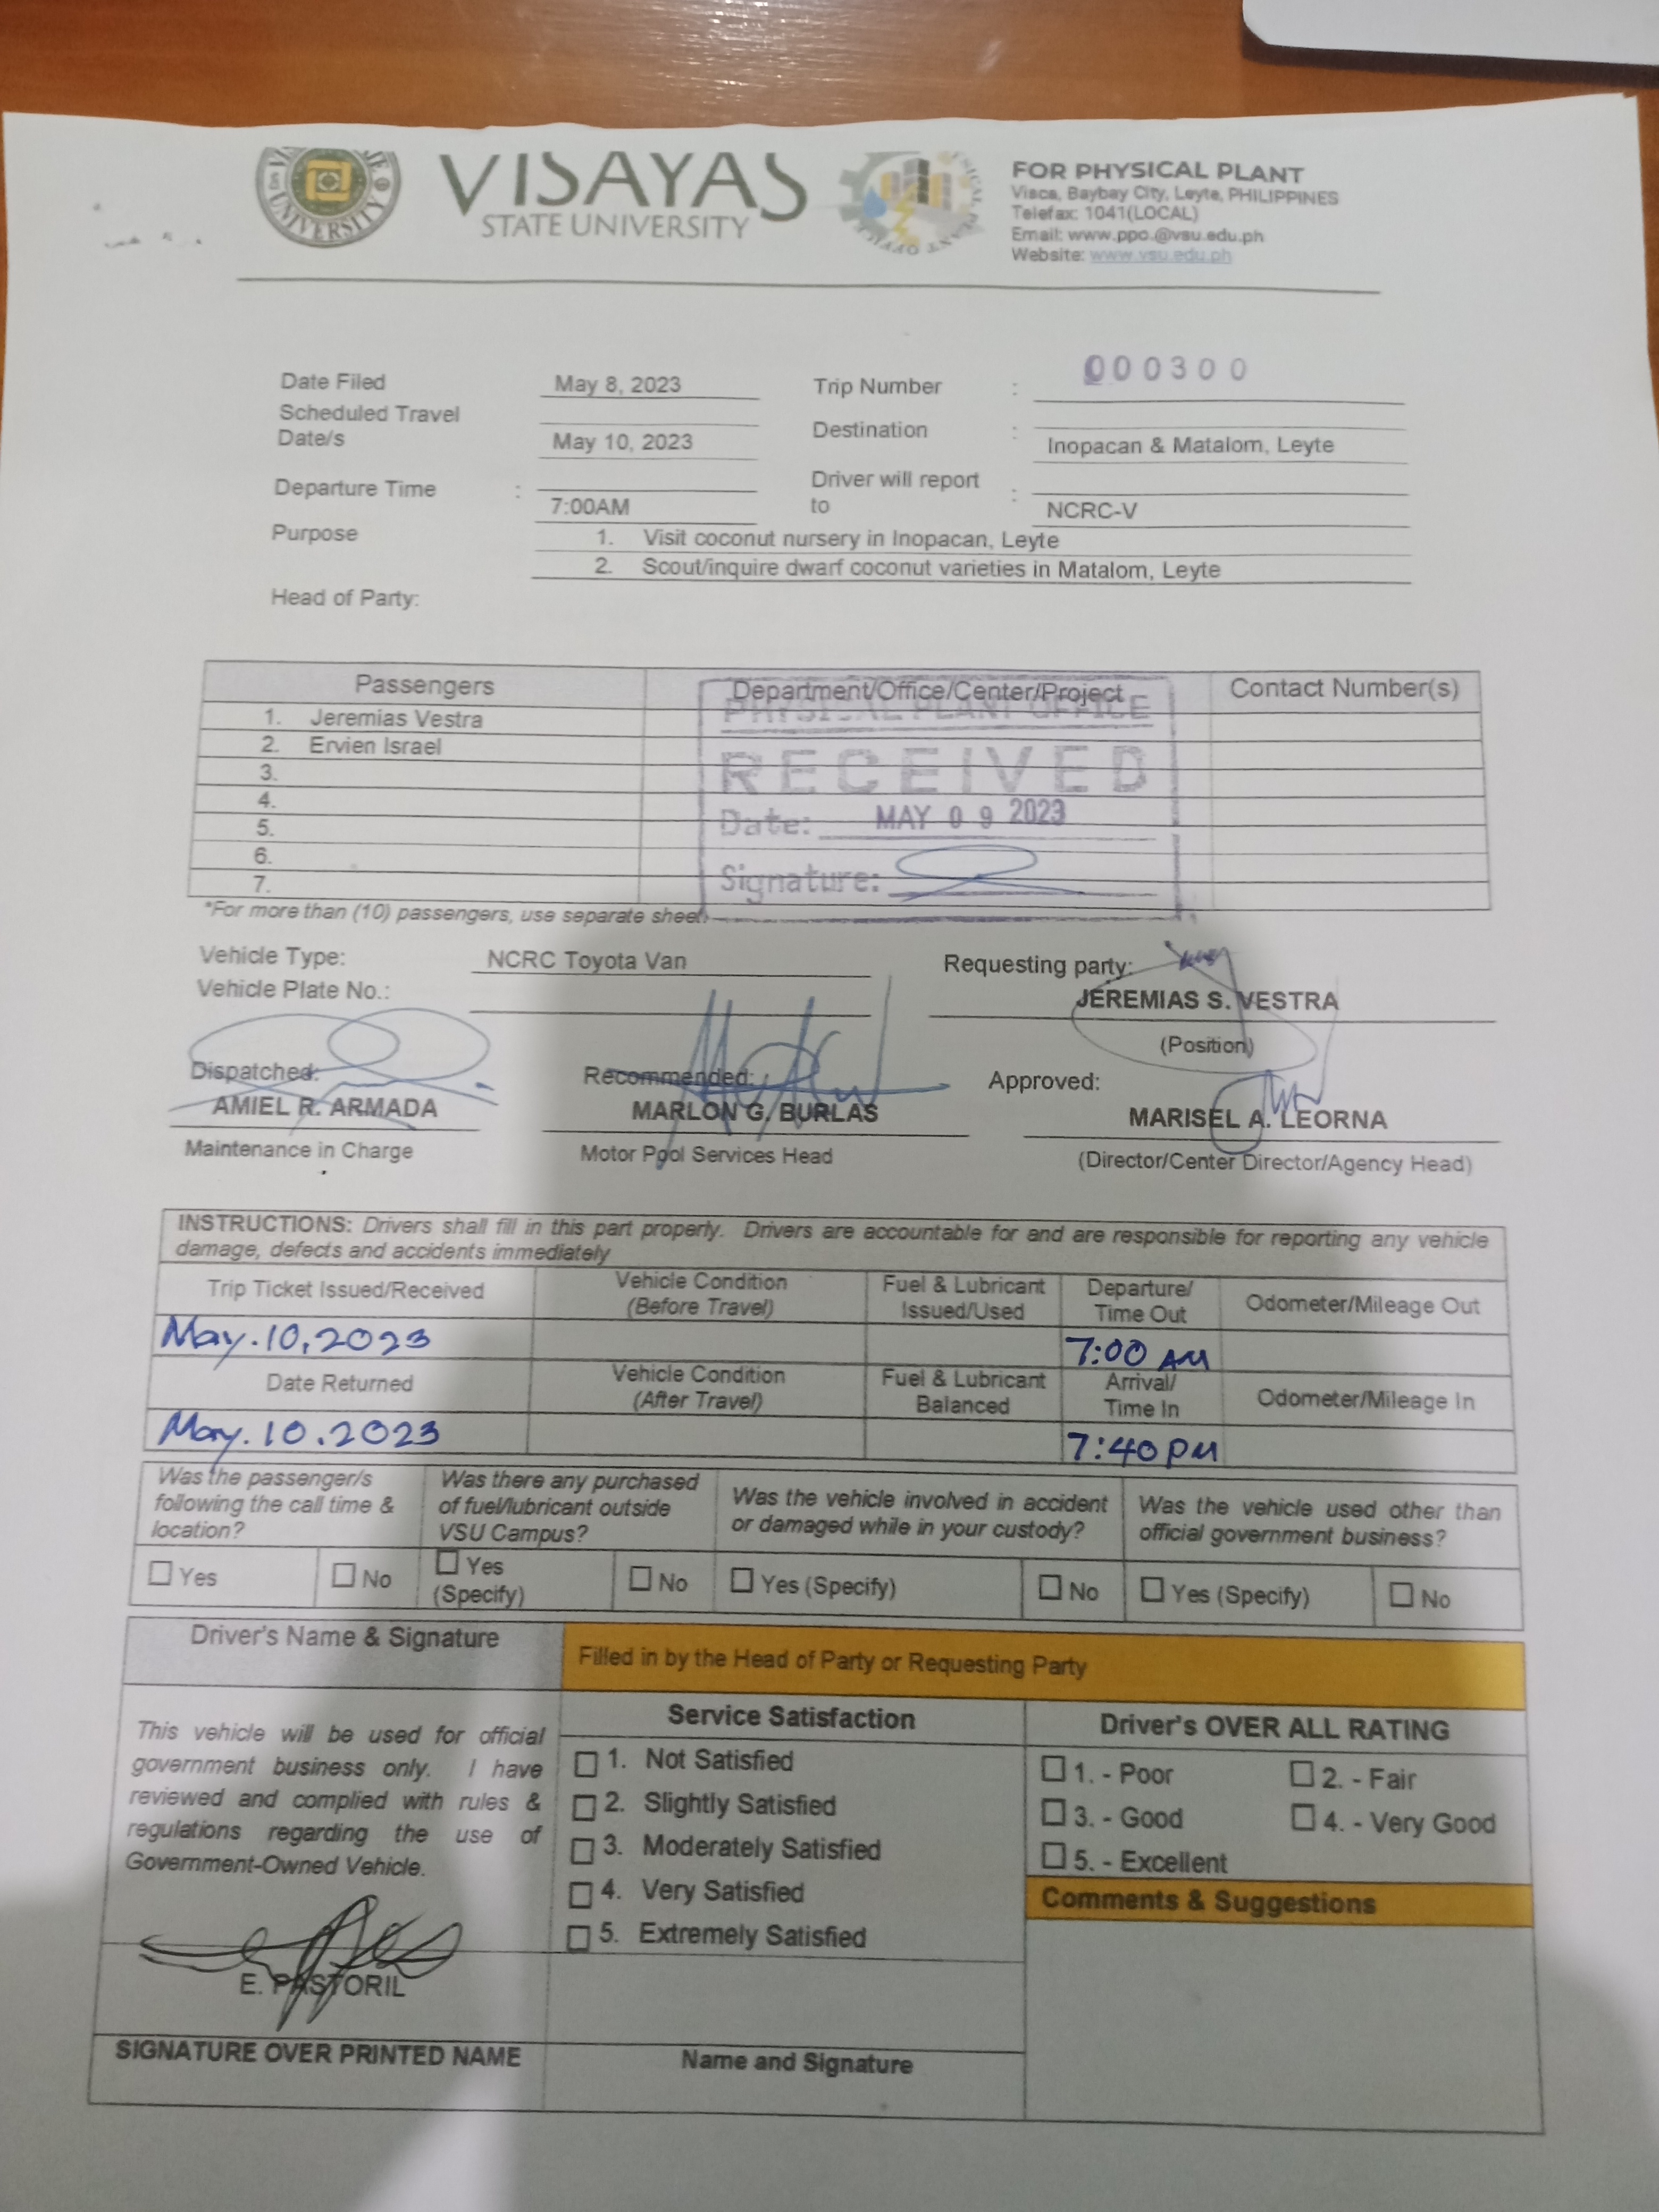 VISAYAS
STATE UNIVERSITY
UNIVERSITY
FOR PHYSICAL PLANT
Visca, Baybay City, Leyte, PHILIPPINES
Telefax: 1041(LOCAL)
Email: www.ppo.@vsu.edu.ph
Website: www.vsu.edu.ph
Date Filed May 8, 2023 Trip Number : 000300
Scheduled Travel Date/s May 10, 2023 Destination : Inopacan & Matalom, Leyte
Departure Time : 7:00AM Driver will report to : NCRC-V
Purpose 1. Visit coconut nursery in Inopacan, Leyte
2. Scout/inquire dwarf coconut varieties in Matalom, Leyte
Head of Party:
Passengers Department/Office/Center/Project Contact Number(s)
1. Jeremias Vestra
2. Ervien Israel
3.
4.
5.
6.
7.
PHYSICAL PLANT OFFICE
RECEIVED
Date: MAY 09 2023
Signature:
*For more than (10) passengers, use separate sheet.
Vehicle Type: NCRC Toyota Van Requesting party:
Vehicle Plate No.: JEREMIAS S. VESTRA
(Position)
Dispatched: Recommended: Approved:
AMIEL R. ARMADA MARLON G. BURLAS MARISEL A. LEORNA
Maintenance in Charge Motor Pool Services Head (Director/Center Director/Agency Head)
INSTRUCTIONS: Drivers shall fill in this part properly. Drivers are accountable for and are responsible for reporting any vehicle
damage, defects and accidents immediately
Trip Ticket Issued/Received Vehicle Condition (Before Travel) Fuel & Lubricant Issued/Used Departure/ Time Out Odometer/Mileage Out
May.10,2023 7:00 AM
Date Returned Vehicle Condition (After Travel) Fuel & Lubricant Balanced Arrival/ Time In Odometer/Mileage In
May.10.2023 7:40 PM
Was the passenger/s following the call time & location? Was there any purchased of fuel/lubricant outside VSU Campus? Was the vehicle involved in accident or damaged while in your custody? Was the vehicle used other than official government business?
☐ Yes ☐ No ☐ Yes (Specify) ☐ No ☐ Yes (Specify) ☐ No ☐ Yes (Specify) ☐ No
Driver's Name & Signature Filled in by the Head of Party or Requesting Party
This vehicle will be used for official
government business only. I have
reviewed and complied with rules &
regulations regarding the use of
Government-Owned Vehicle.
E. PASTORIL
SIGNATURE OVER PRINTED NAME
Service Satisfaction
☐ 1. Not Satisfied
☐ 2. Slightly Satisfied
☐ 3. Moderately Satisfied
☐ 4. Very Satisfied
☐ 5. Extremely Satisfied
Name and Signature
Driver's OVER ALL RATING
☐ 1. - Poor ☐ 2. - Fair
☐ 3. - Good ☐ 4. - Very Good
☐ 5. - Excellent
Comments & Suggestions